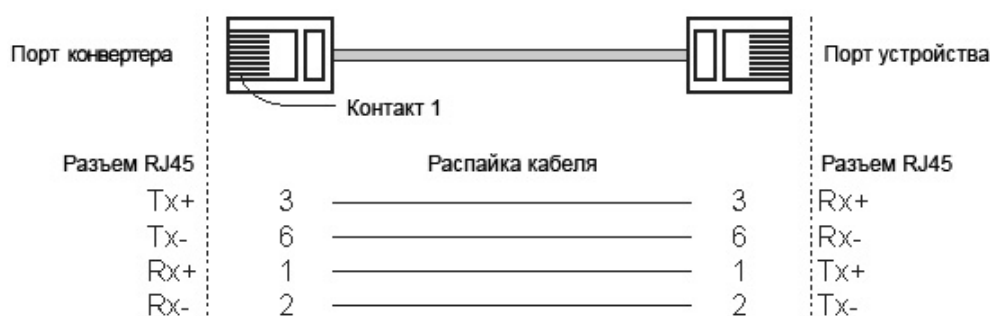 Порт конвертера
Порт устройства
Контакт 1
Разъем RJ45 Распайка кабеля Разъем RJ45
Tx+ 3 3 Rx+
Tx- 6 6 Rx-
Rx+ 1 1 Tx+
Rx- 2 2 Tx-